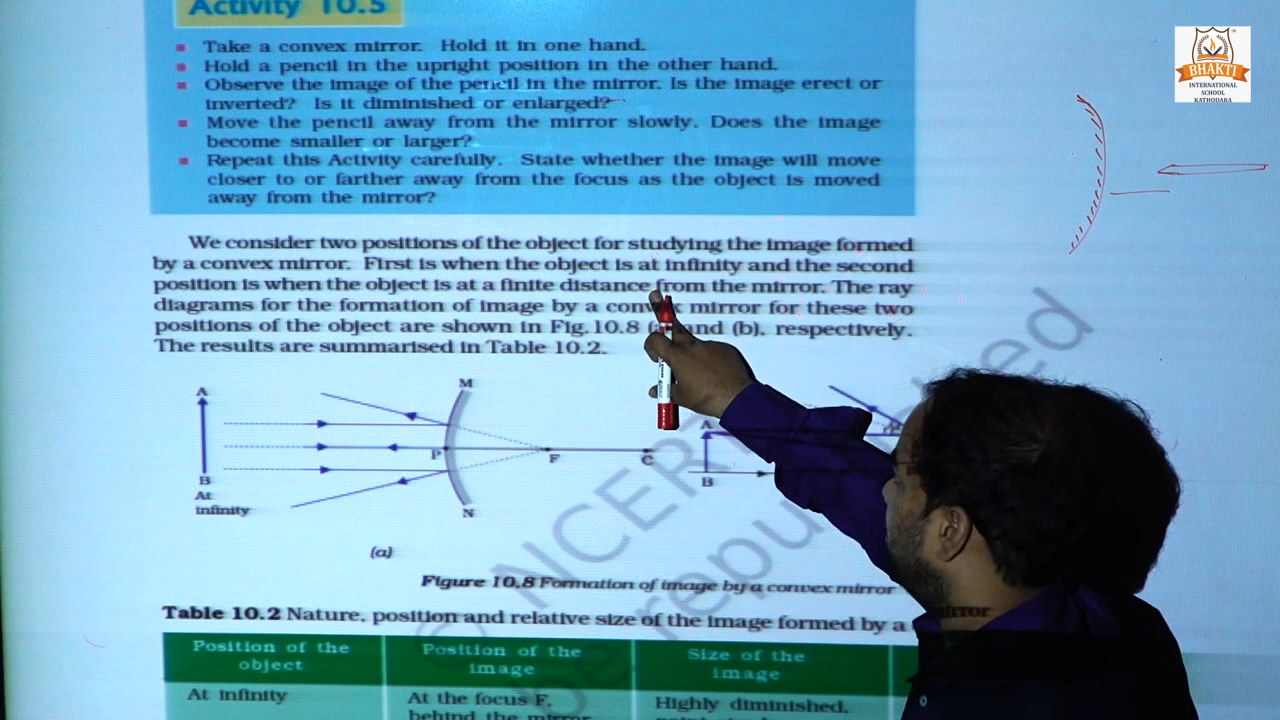 Activity 10.5
Take a convex mirror. Hold it in one hand.
Hold a pencil in the upright position in the other hand.
Observe the image of the pencil in the mirror. Is the image erect or
inverted? Is it diminished or enlarged?
Move the pencil away from the mirror slowly. Does the image
become smaller or larger?
Repeat this Activity carefully. State whether the image will move
closer to or farther away from the focus as the object is moved
away from the mirror?
BHAKTI
INTERNATIONAL
SCHOOL
KATHODARA
We consider two positions of the object for studying the image formed
by a convex mirror. First is when the object is at infinity and the second
position is when the object is at a finite distance from the mirror. The ray
diagrams for the formation of image by a convex mirror for these two
positions of the object are shown in Fig.10.8 (a) and (b), respectively.
The results are summarised in Table 10.2.
A
B
At
infinity
M
P
F
C
N
A
B
(a)
© NCERT
republished
Figure 10.8 Formation of image by a convex mirror
Table 10.2 Nature, position and relative size of the image formed by a mirror
Position of the
object
Position of the
image
Size of the
image
At infinity
At the focus F,
behind the mirror
Highly diminished,